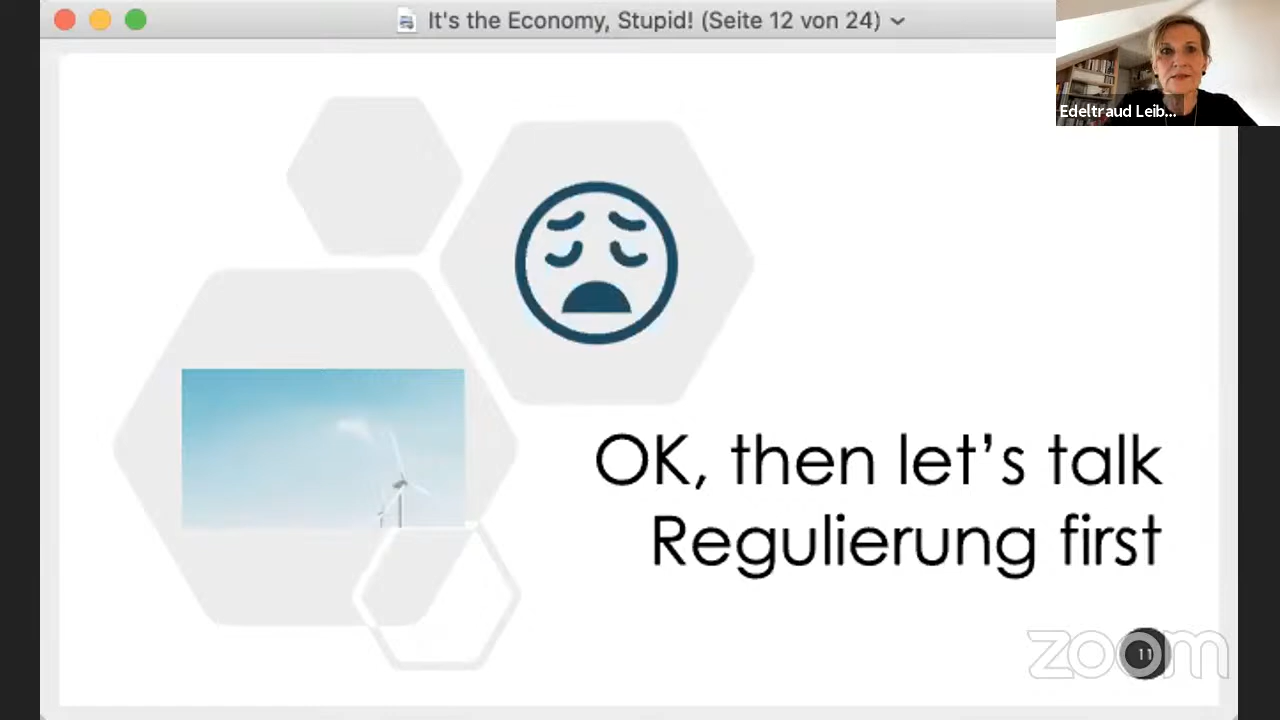 It's the Economy, Stupid! (Seite 12 von 24)
Edeltraud Leib...
OK, then let’s talk
Regulierung first
11
zoom